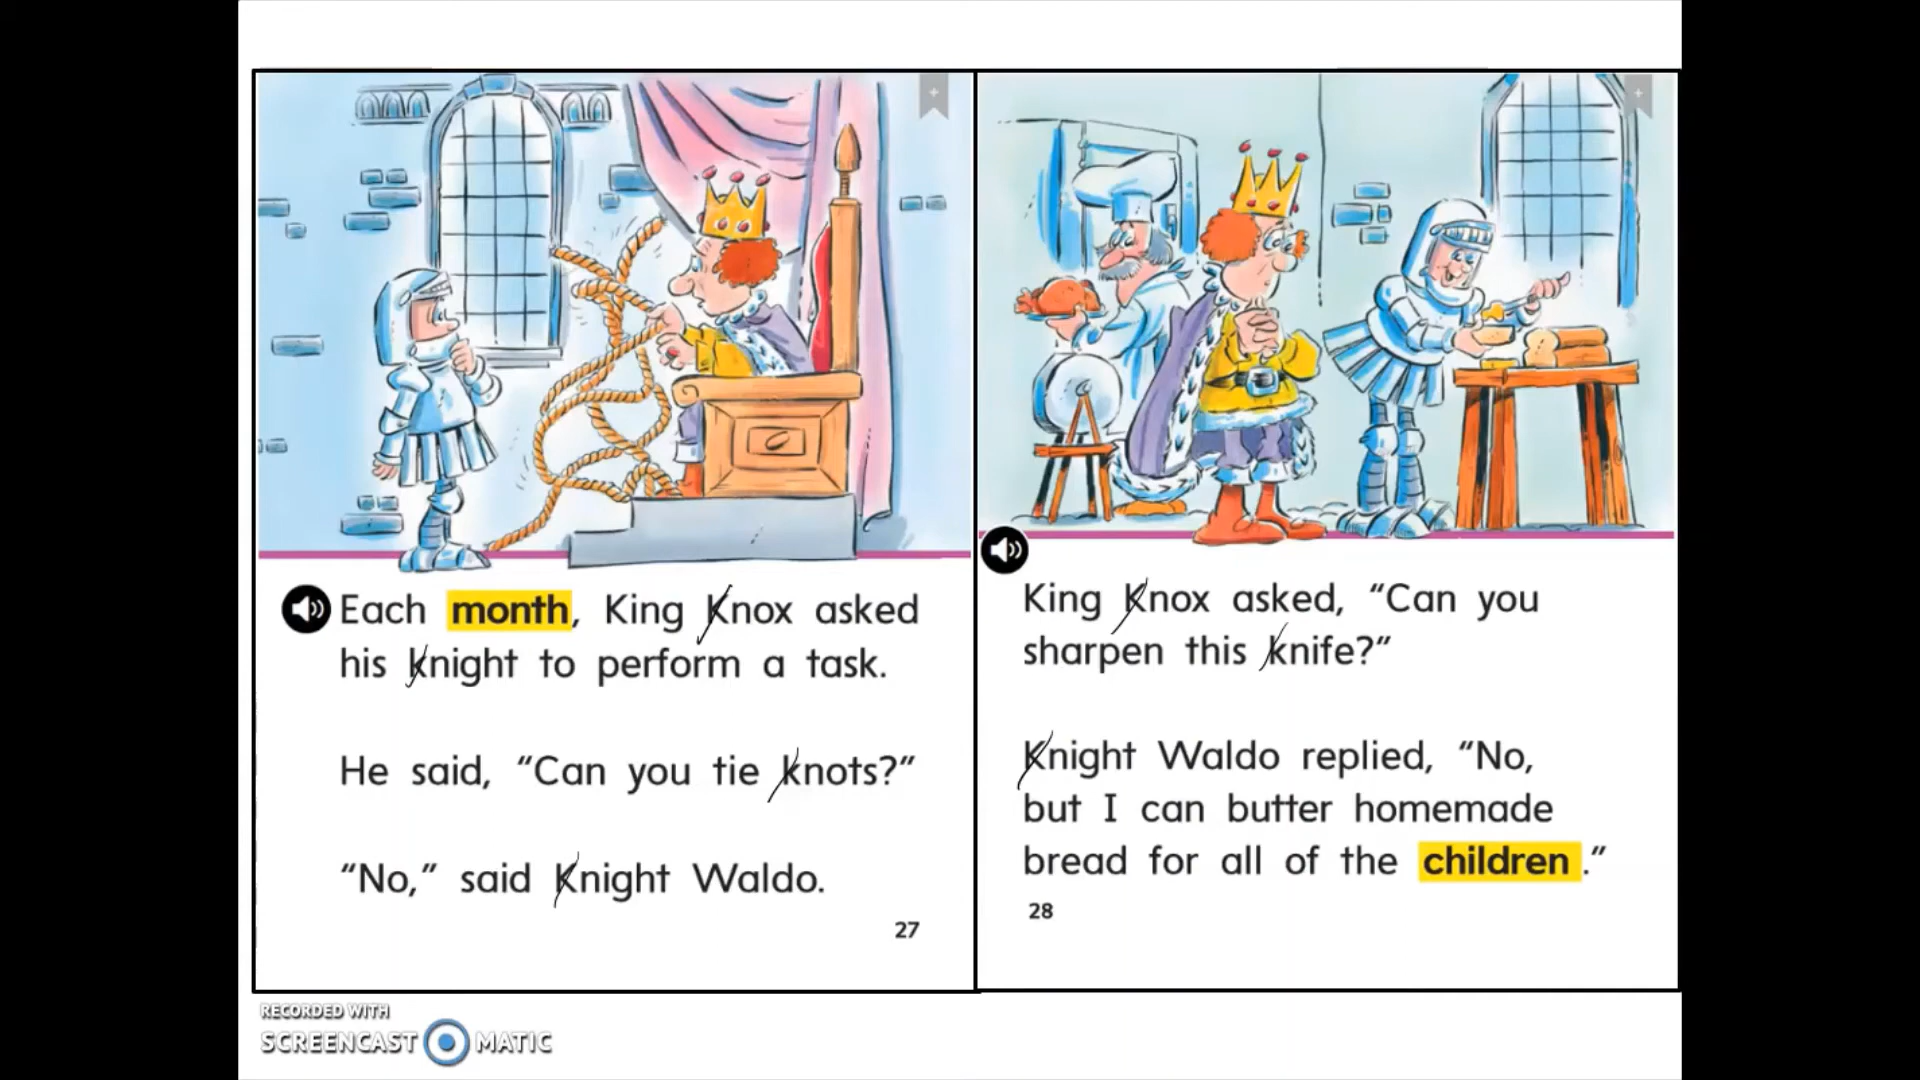 Each month, King Knox asked
his knight to perform a task.
He said, “Can you tie knots?”
“No,” said Knight Waldo.
27
King Knox asked, “Can you
sharpen this knife?”
Knight Waldo replied, “No,
but I can butter homemade
bread for all of the children.”
28
RECORDED WITH
SCREENCAST MATIC